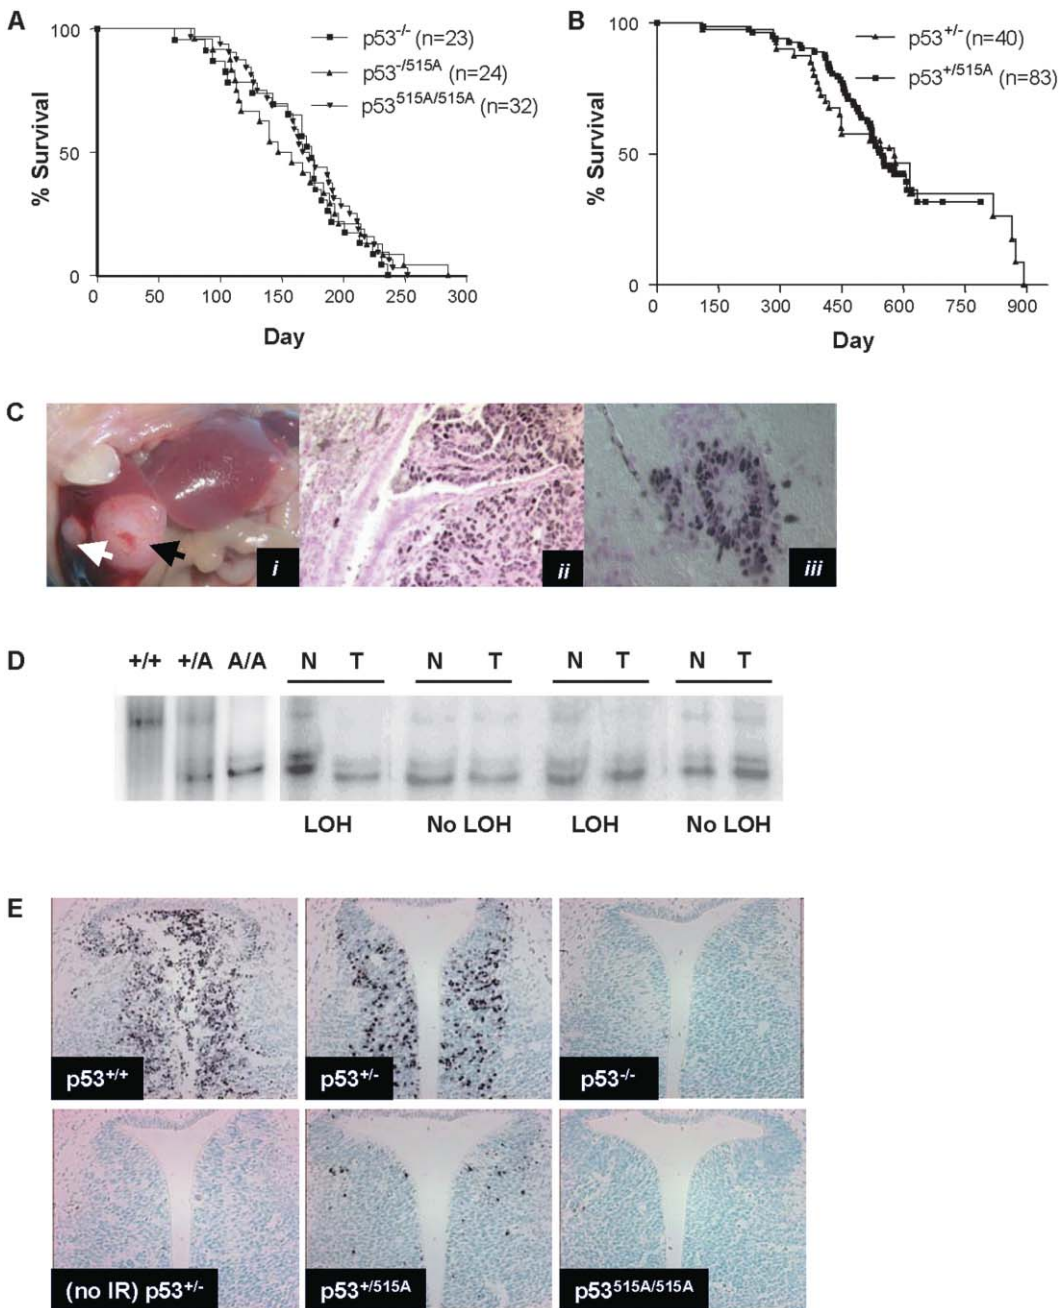 A
p53-/- (n=23)
p53-/515A (n=24)
p53515A/515A (n=32)
100
50
0
% Survival
0 50 100 150 200 250 300
Day
B
p53+/- (n=40)
p53+/515A (n=83)
100
50
0
% Survival
0 150 300 450 600 750 900
Day
C
i
ii
iii
D
+/+ +/A A/A N T N T N T N T
LOH No LOH LOH No LOH
E
p53+/+
p53+/-
p53-/-
(no IR) p53+/-
p53+/515A
p53515A/515A